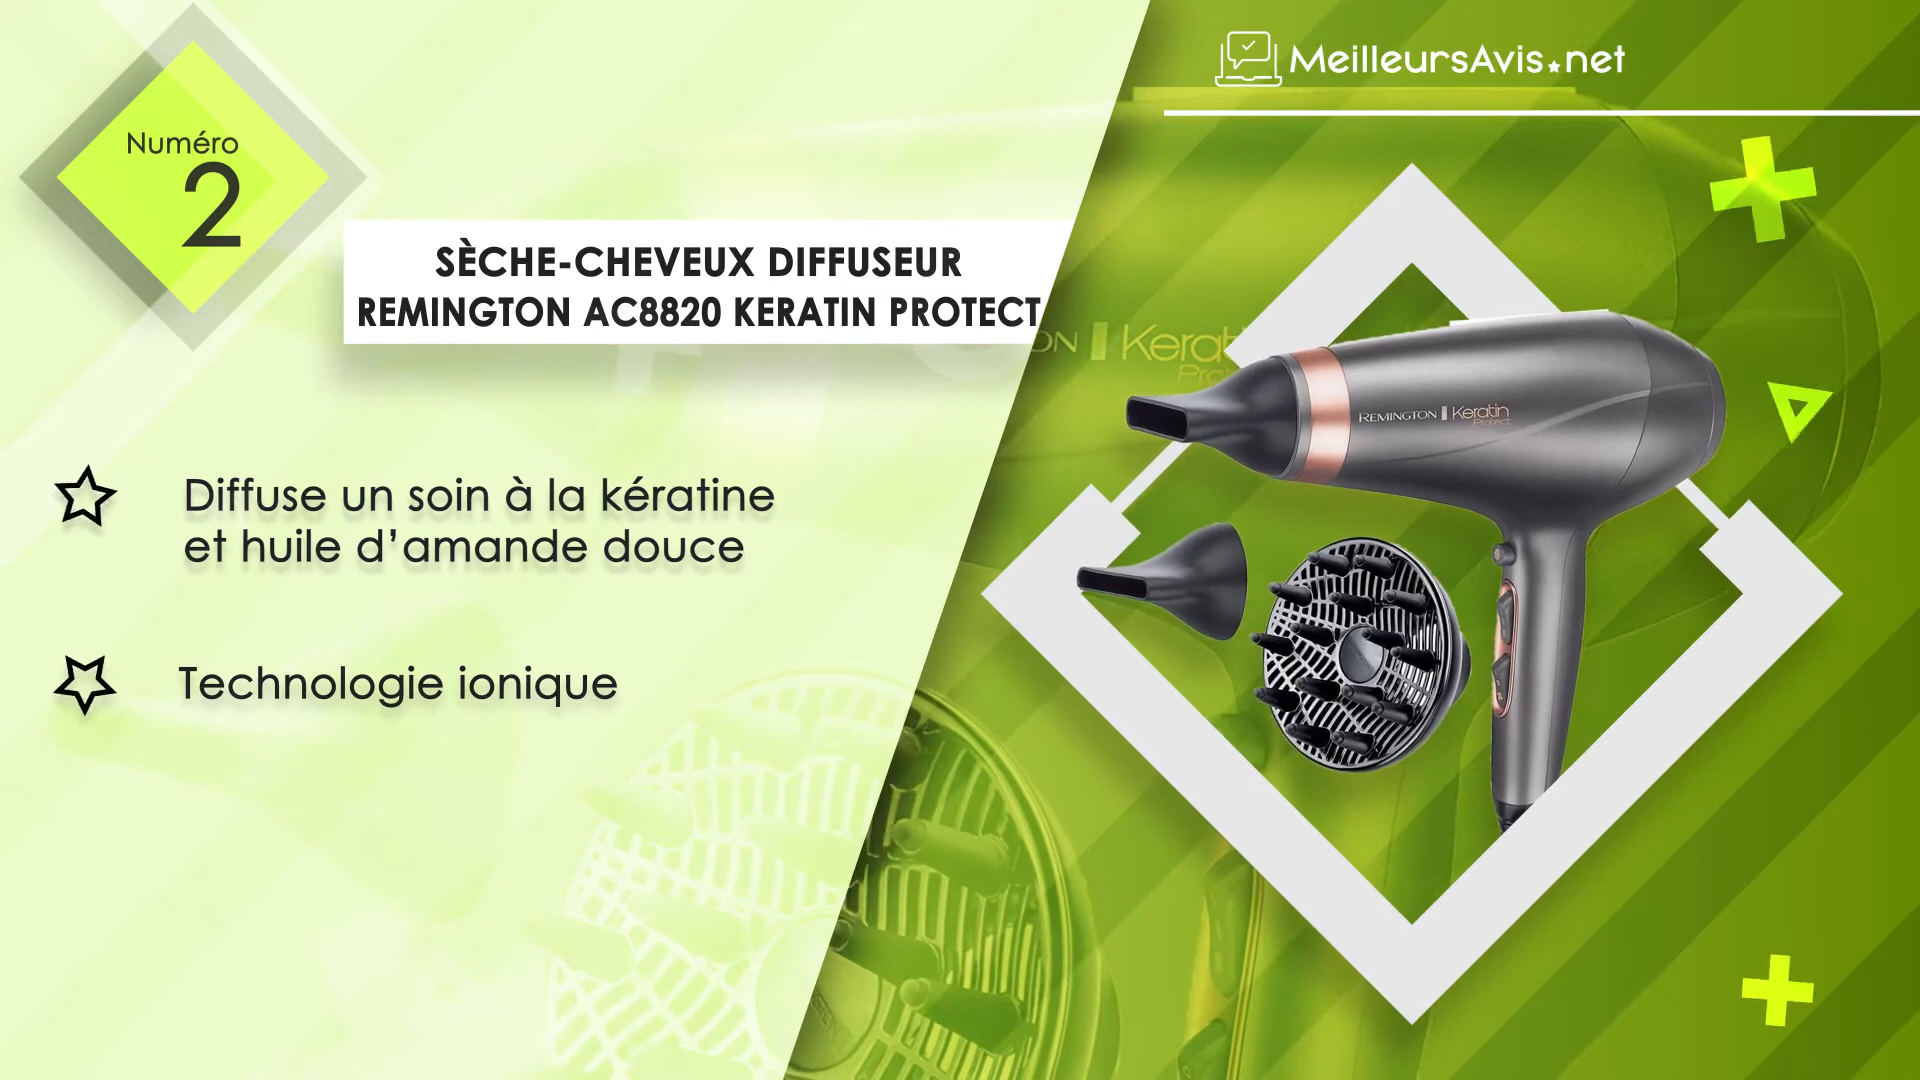 Numéro
2
MeilleursAvis.net
SÈCHE-CHEVEUX DIFFUSEUR
REMINGTON AC8820 KERATIN PROTECT
Diffuse un soin à la kératine
et huile d’amande douce
Technologie ionique
REMINGTON Keratin
Protect